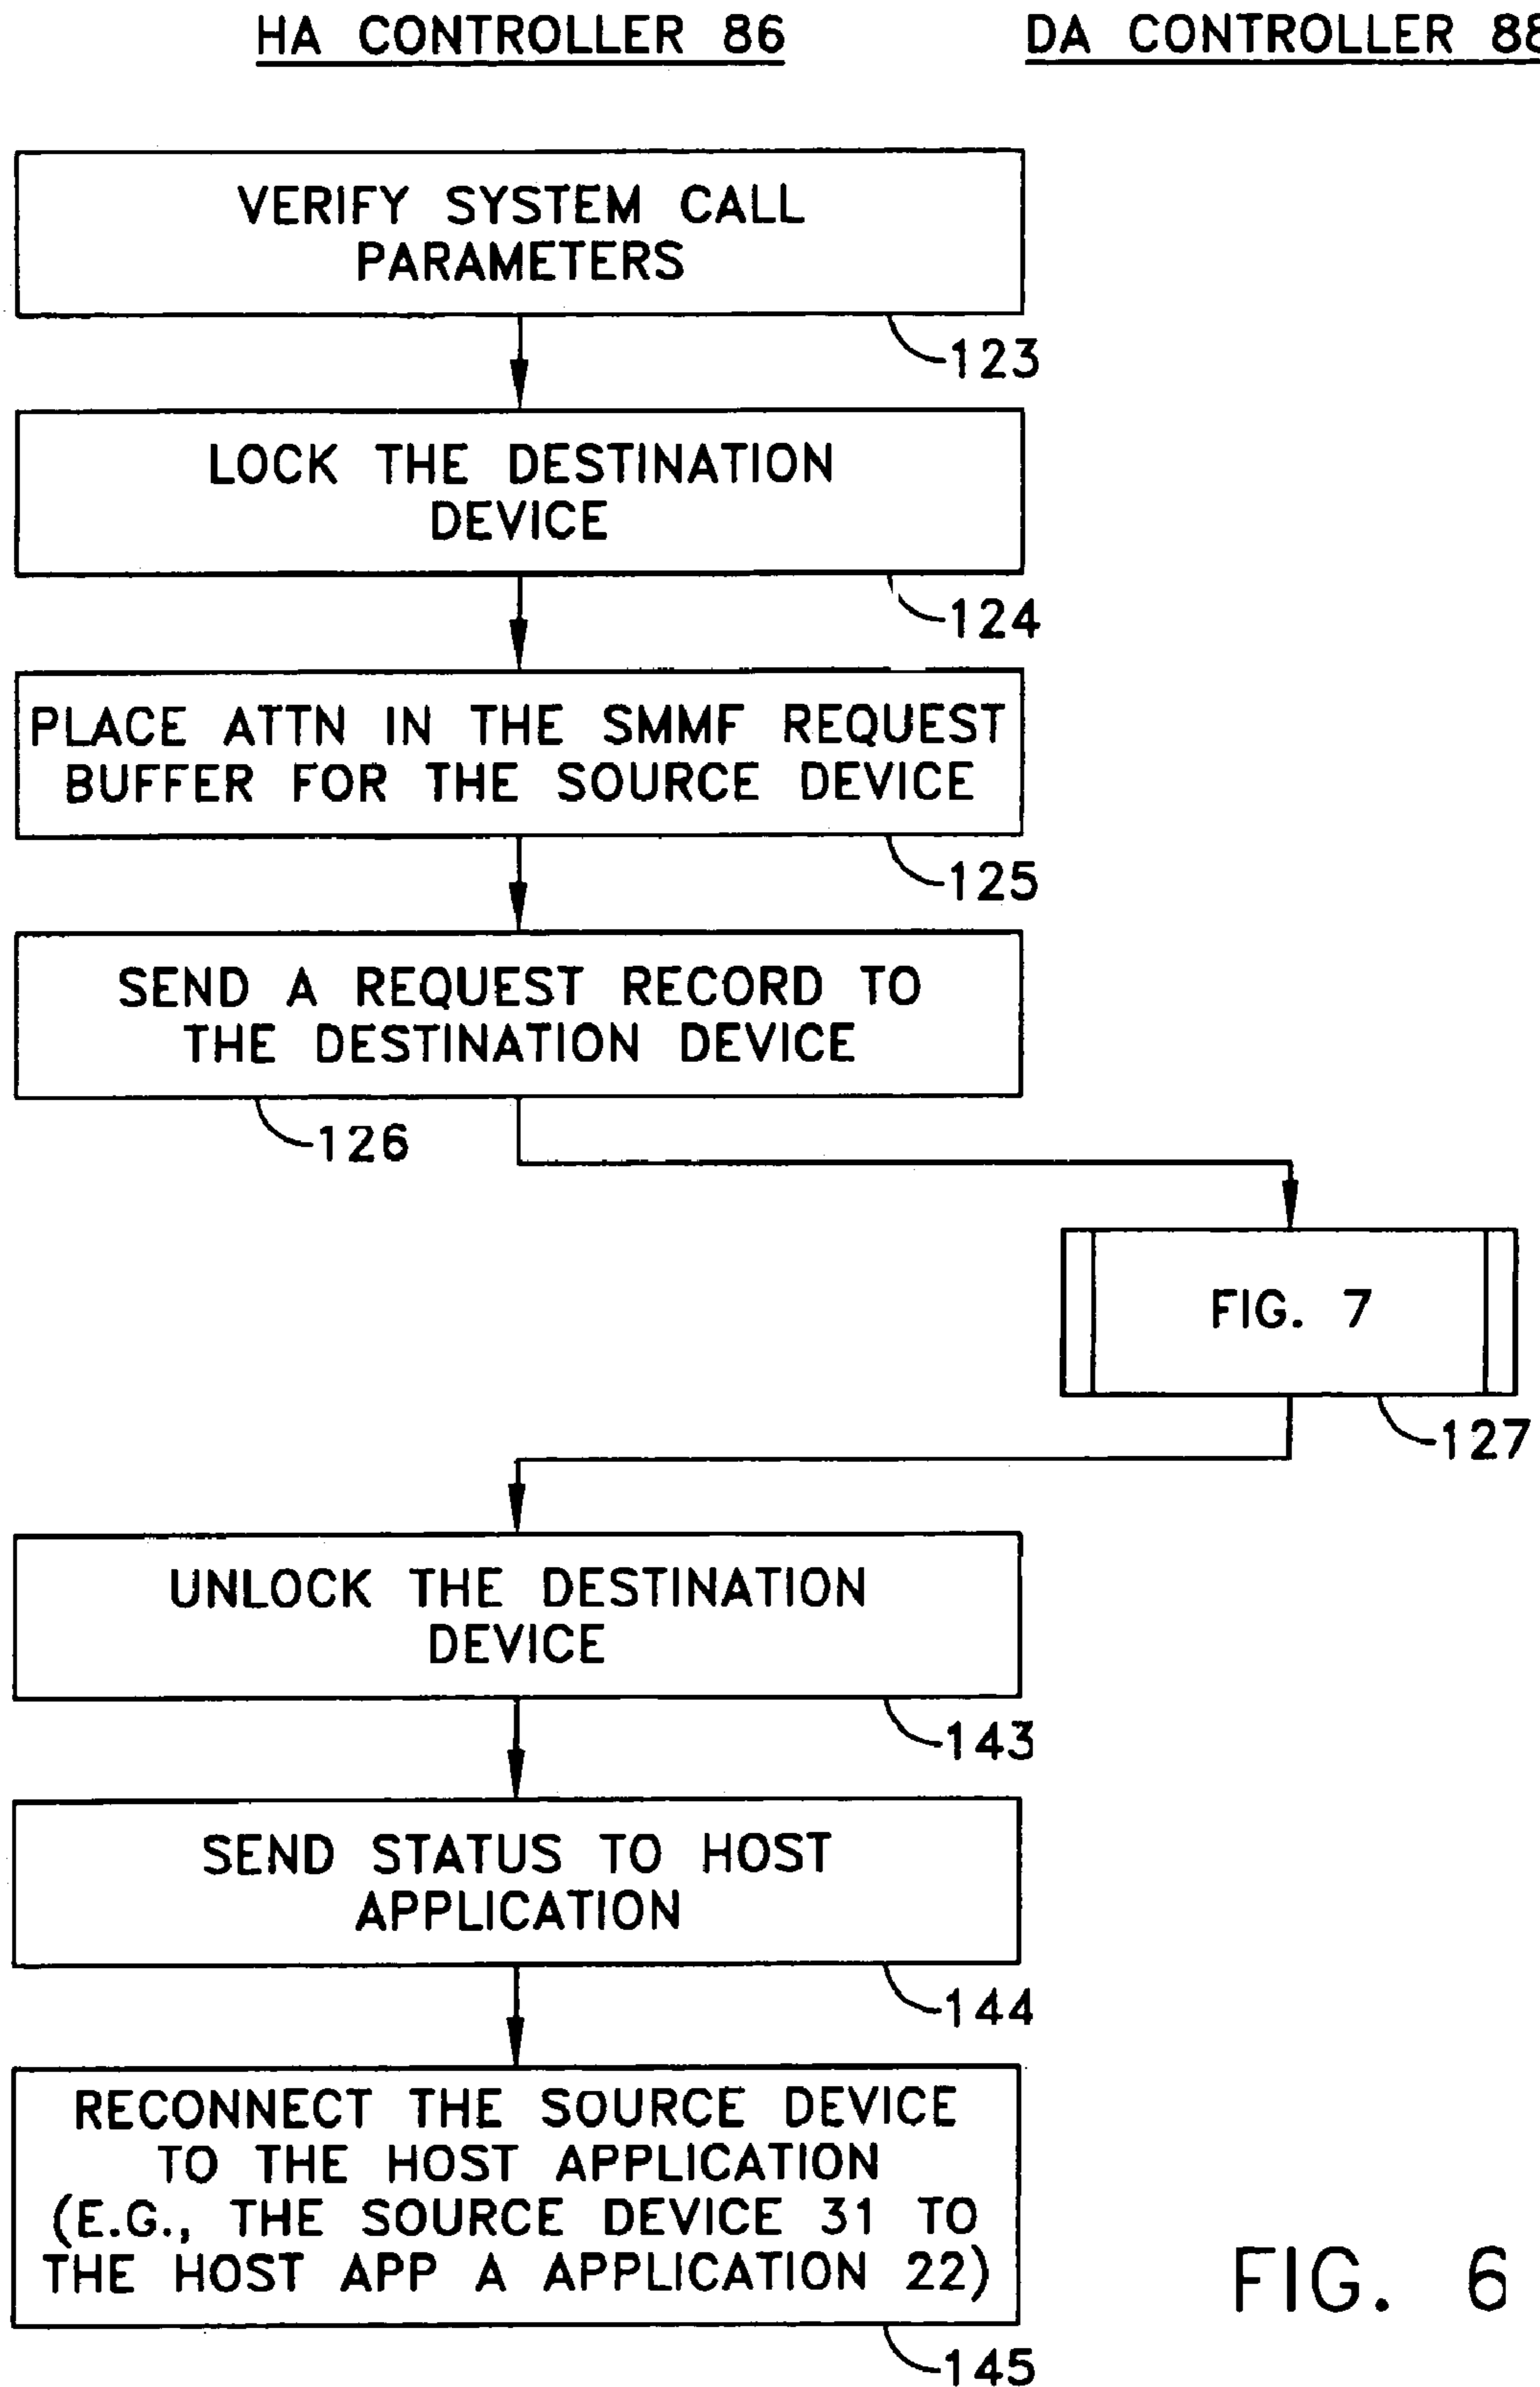 HA CONTROLLER 86
DA CONTROLLER 88
VERIFY SYSTEM CALL
PARAMETERS
123
LOCK THE DESTINATION
DEVICE
124
PLACE ATTN IN THE SMMF REQUEST
BUFFER FOR THE SOURCE DEVICE
125
SEND A REQUEST RECORD TO
THE DESTINATION DEVICE
126
FIG. 7
127
UNLOCK THE DESTINATION
DEVICE
143
SEND STATUS TO HOST
APPLICATION
144
RECONNECT THE SOURCE DEVICE
TO THE HOST APPLICATION
(E.G., THE SOURCE DEVICE 31 TO
THE HOST APP A APPLICATION 22)
145
FIG. 6